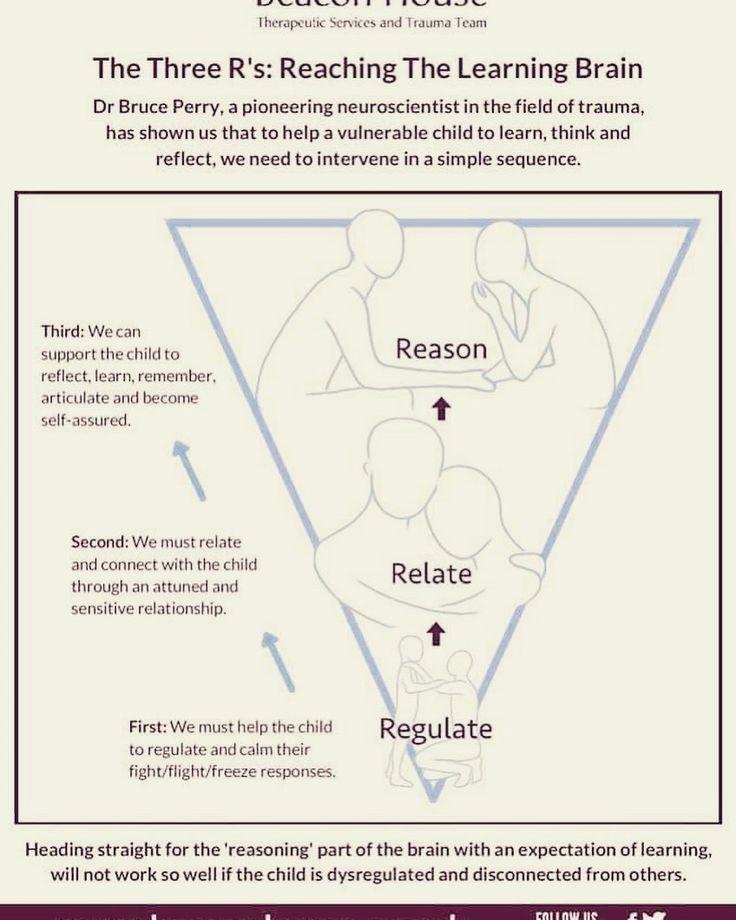 Beacon House
Therapeutic Services and Trauma Team
The Three R's: Reaching The Learning Brain
Dr Bruce Perry, a pioneering neuroscientist in the field of trauma,
has shown us that to help a vulnerable child to learn, think and
reflect, we need to intervene in a simple sequence.
Reason
Third: We can
support the child to
reflect, learn, remember,
articulate and become
self-assured.
Relate
Second: We must relate
and connect with the child
through an attuned and
sensitive relationship.
Regulate
First: We must help the child
to regulate and calm their
fight/flight/freeze responses.
Heading straight for the 'reasoning' part of the brain with an expectation of learning,
will not work so well if the child is dysregulated and disconnected from others.
FOLLOW US